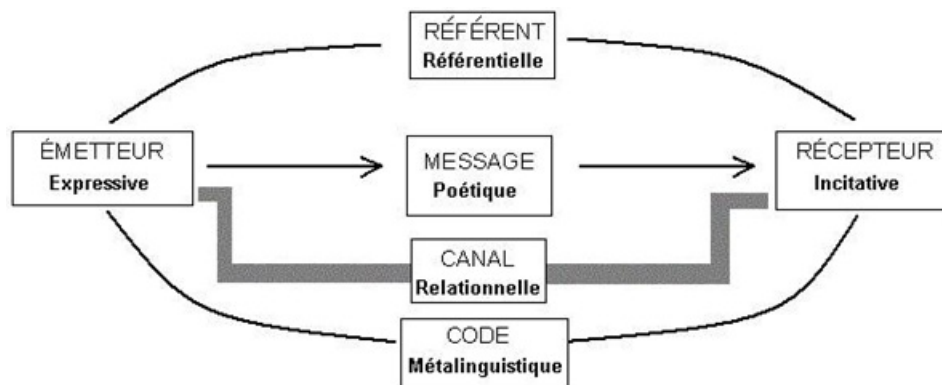 RÉFÉRENT
Référentielle
ÉMETTEUR
Expressive
MESSAGE
Poétique
RÉCEPTEUR
Incitative
CANAL
Relationnelle
CODE
Métalinguistique